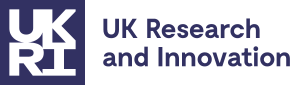 UK
RI
UK Research
and Innovation